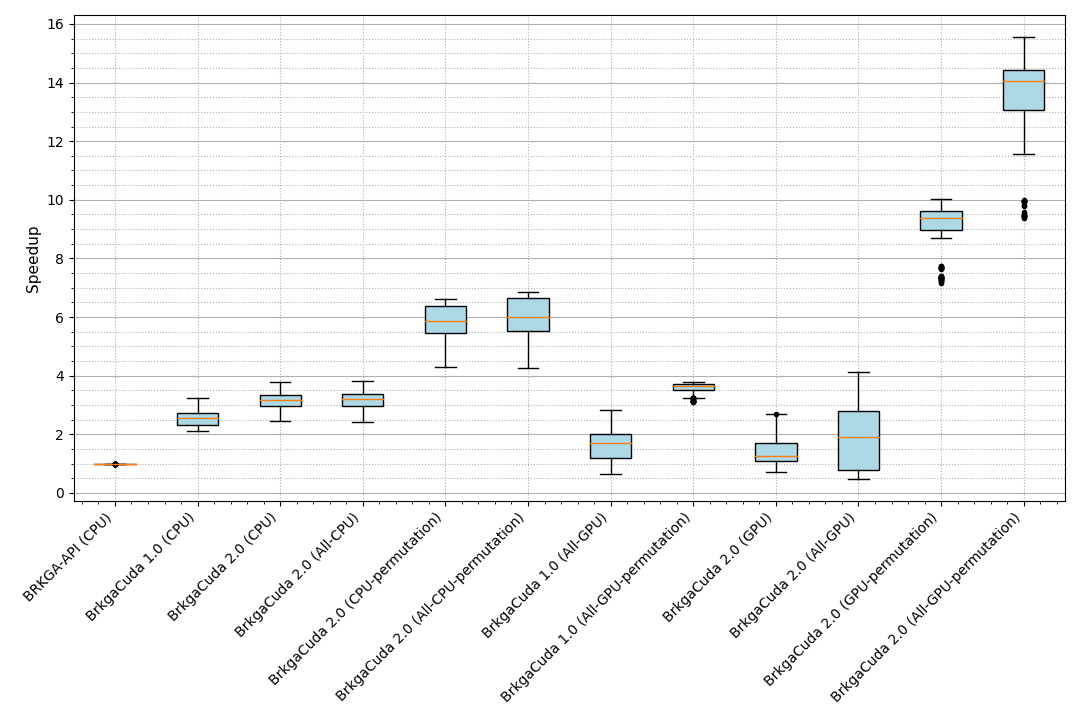 16
14
12
10
8
6
4
2
0
Speedup
BRKGA-API (CPU)
BrkgaCuda 1.0 (CPU)
BrkgaCuda 2.0 (CPU)
BrkgaCuda 2.0 (All-CPU)
BrkgaCuda 2.0 (CPU-permutation)
BrkgaCuda 2.0 (All-CPU-permutation)
BrkgaCuda 1.0 (All-GPU)
BrkgaCuda 1.0 (All-GPU-permutation)
BrkgaCuda 2.0 (GPU)
BrkgaCuda 2.0 (All-GPU)
BrkgaCuda 2.0 (GPU-permutation)
BrkgaCuda 2.0 (All-GPU-permutation)